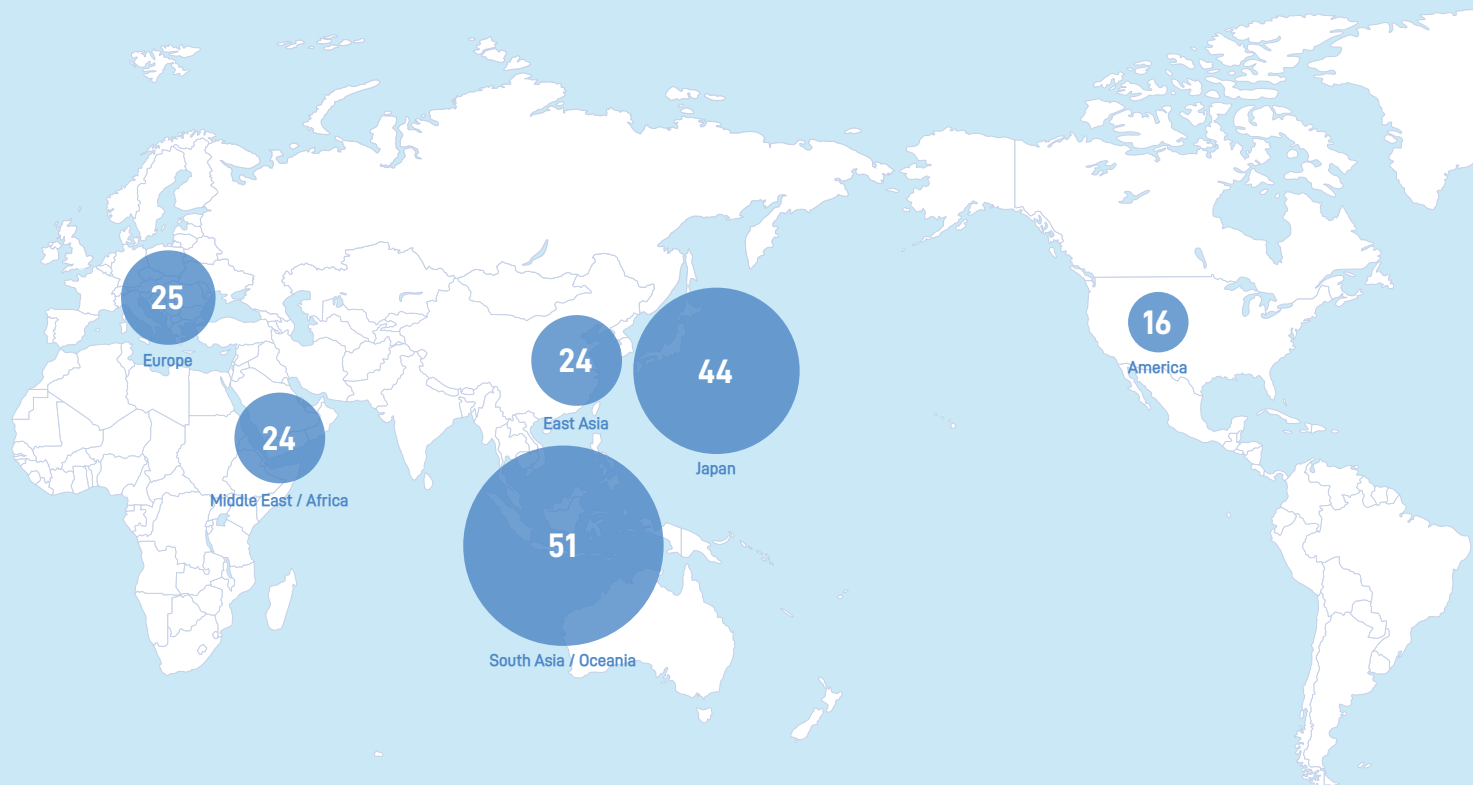 25
Europe
24
Middle East / Africa
24
East Asia
44
Japan
51
South Asia / Oceania
16
America